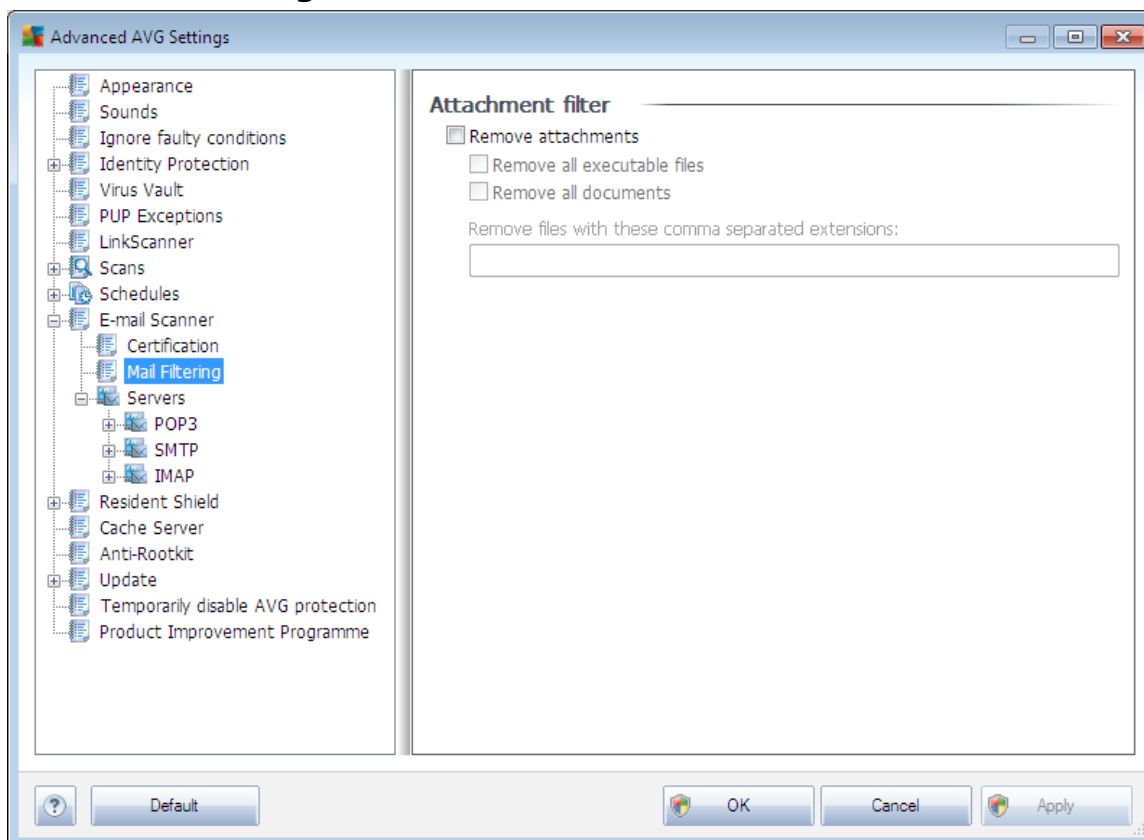 Advanced AVG Settings
Appearance
Sounds
Ignore faulty conditions
Identity Protection
Virus Vault
PUP Exceptions
LinkScanner
Scans
Schedules
E-mail Scanner
Certification
Mail Filtering
Servers
POP3
SMTP
IMAP
Resident Shield
Cache Server
Anti-Rootkit
Update
Temporarily disable AVG protection
Product Improvement Programme
Attachment filter
Remove attachments
Remove all executable files
Remove all documents
Remove files with these comma separated extensions:
?
Default
OK
Cancel
Apply